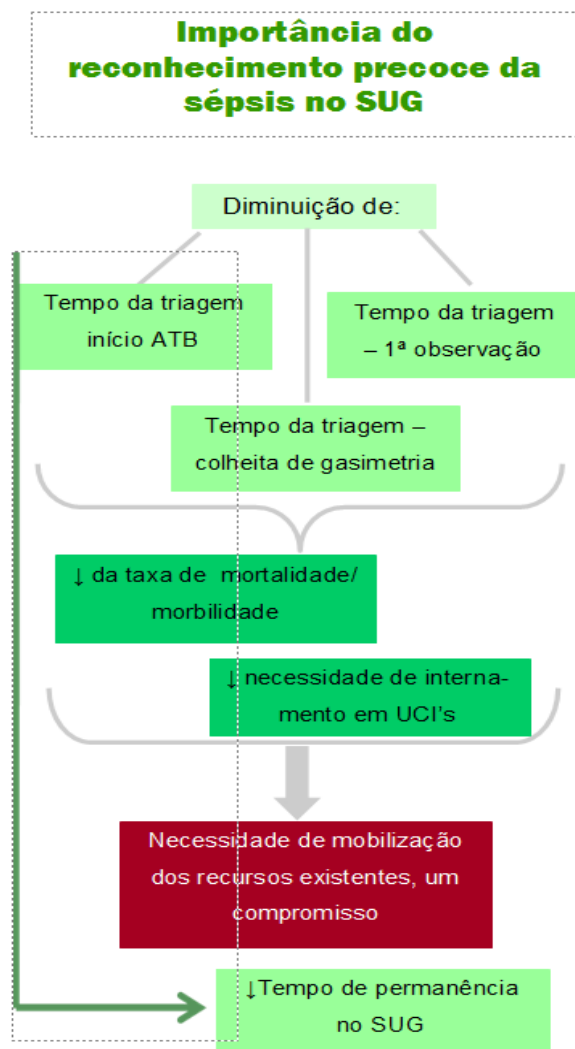 Importância do
reconhecimento precoce da
sépsis no SUG
Diminuição de:
Tempo da triagem
início ATB
Tempo da triagem
– 1ª observação
Tempo da triagem –
colheita de gasimetria
↓ da taxa de mortalidade/
morbilidade
↓ necessidade de interna-
mento em UCI's
Necessidade de mobilização
dos recursos existentes, um
compromisso
↓Tempo de permanência
no SUG